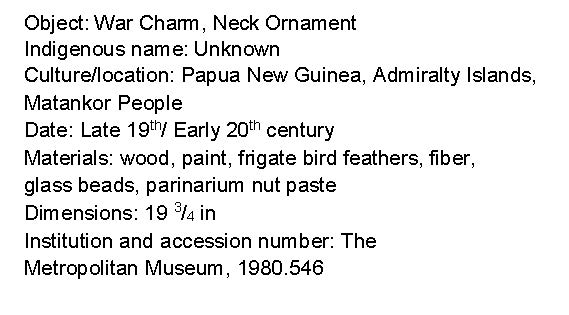 Object: War Charm, Neck Ornament
Indigenous name: Unknown
Culture/location: Papua New Guinea, Admiralty Islands,
Matankor People
Date: Late 19th/ Early 20th century
Materials: wood, paint, frigate bird feathers, fiber,
glass beads, parinarium nut paste
Dimensions: 19 3/4 in
Institution and accession number: The
Metropolitan Museum, 1980.546